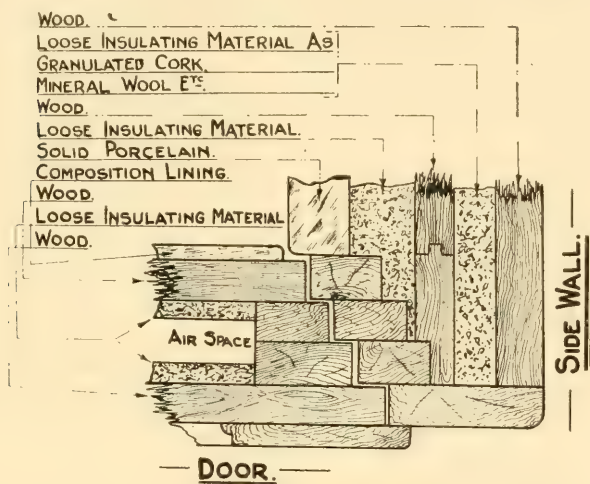 WOOD.
LOOSE INSULATING MATERIAL AS
GRANULATED CORK.
MINERAL WOOL ETC.
WOOD.
LOOSE INSULATING MATERIAL.
SOLID PORCELAIN.
COMPOSITION LINING.
WOOD.
LOOSE INSULATING MATERIAL
WOOD.
AIR SPACE
SIDE WALL.
DOOR.